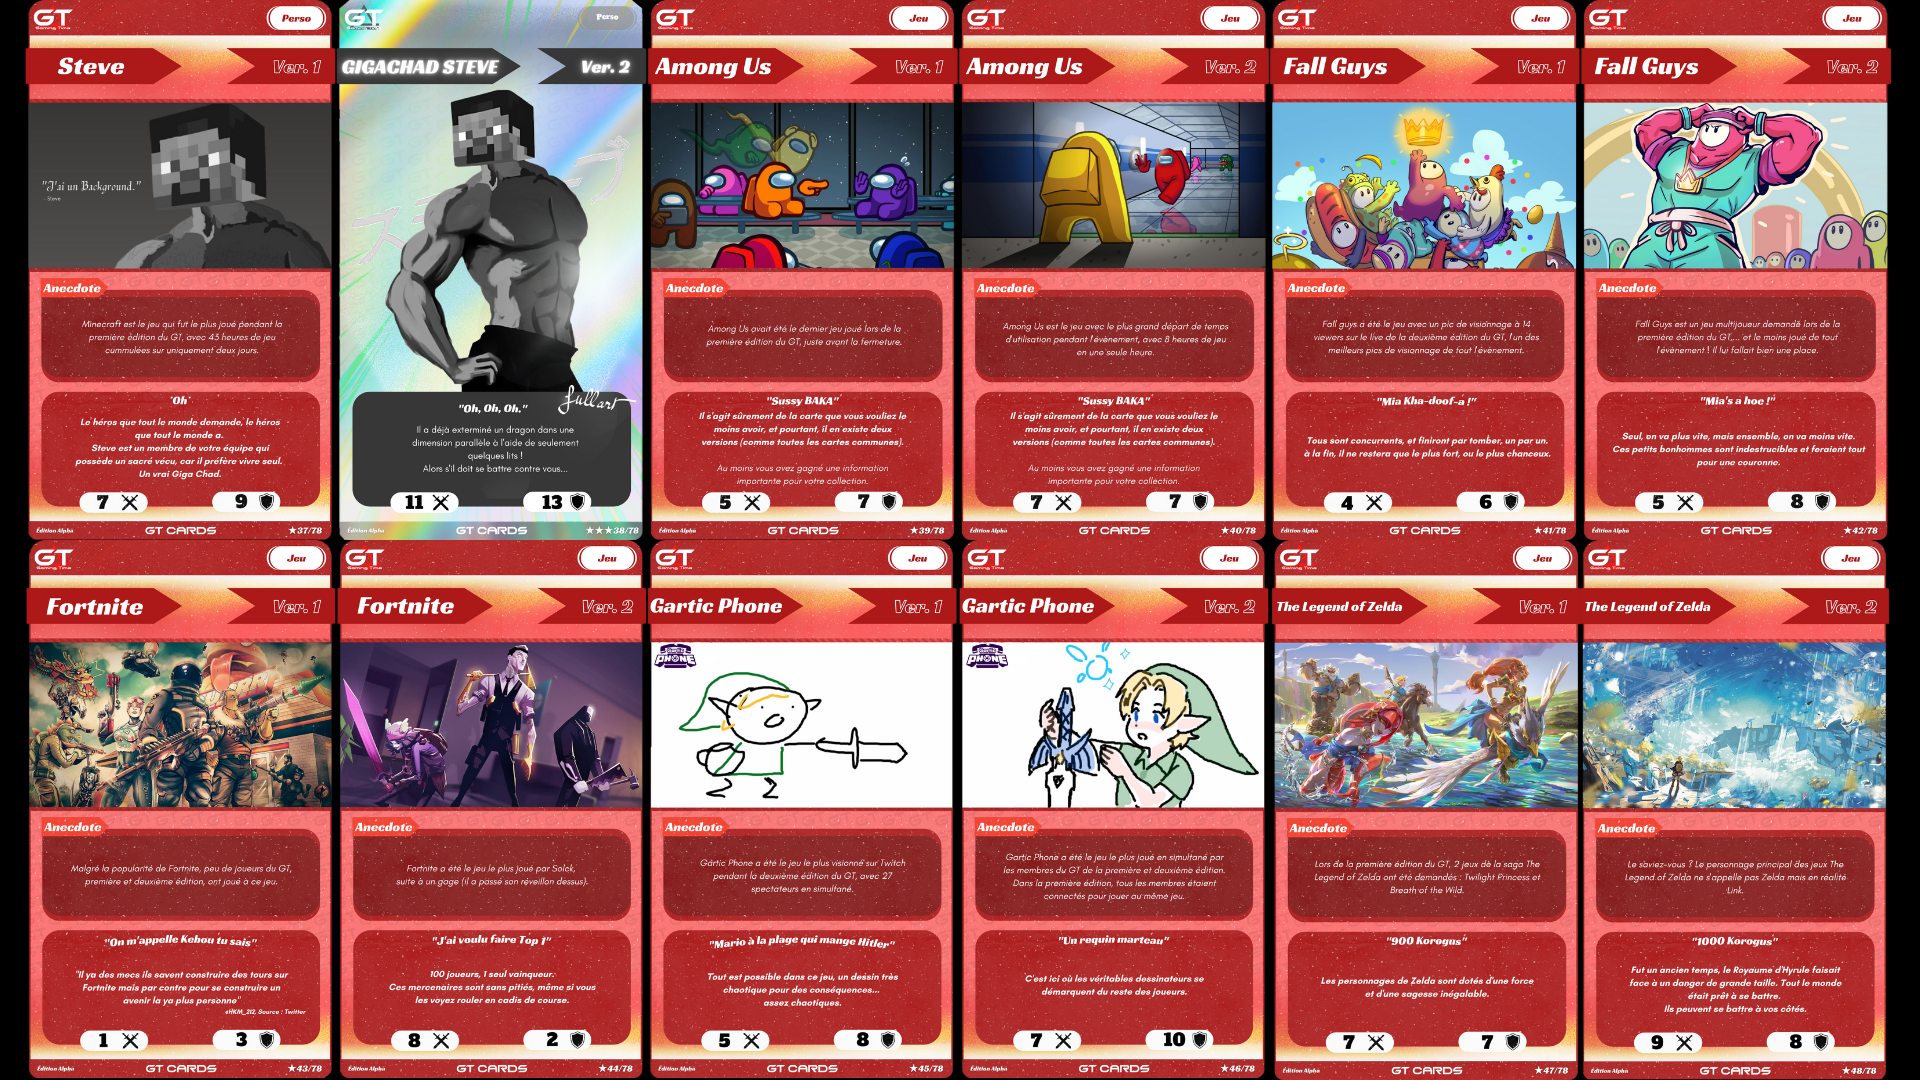 GT
Gaming Time
Perso
Steve
Ver. 1
"J'ai un Background."
- Steve
Anecdote
Minecraft est le jeu qui fut le plus joué pendant la
première édition du GT, avec 43 heures de jeu
cummulées sur uniquement deux jours.
"Oh"
Le héros que tout le monde demande, le héros
que tout le monde a.
Steve est un membre de votre équipe qui
possède un sacré vécu, car il préfère vivre seul.
Un vrai Giga Chad.
7
9
Édition Alpha
GT CARDS
★37/78
GT
Perso
GIGACHAD STEVE
Ver. 2
fullart
"Oh, Oh, Oh."
Il a déjà exterminé un dragon dans une
dimension parallèle à l'aide de seulement
quelques lits !
Alors s'il doit se battre contre vous...
11
13
Édition Alpha
GT CARDS
★★★38/78
GT
Gaming Time
Jeu
Among Us
Ver. 1
Anecdote
Among Us avait été le dernier jeu joué lors de la
première édition du GT, juste avant la fermeture.
"Sussy BAKA"
Il s'agit sûrement de la carte que vous vouliez le
moins avoir, et pourtant, il en existe deux
versions (comme toutes les cartes communes).
Au moins vous avez gagné une information
importante pour votre collection.
5
7
Édition Alpha
GT CARDS
★39/78
GT
Gaming Time
Jeu
Among Us
Ver. 2
Anecdote
Among Us est le jeu avec le plus grand départ de temps
d'utilisation pendant l'évènement, avec 8 heures de jeu
en une seule heure.
"Sussy BAKA"
Il s'agit sûrement de la carte que vous vouliez le
moins avoir, et pourtant, il en existe deux
versions (comme toutes les cartes communes).
Au moins vous avez gagné une information
importante pour votre collection.
7
7
Édition Alpha
GT CARDS
★40/78
GT
Gaming Time
Jeu
Fall Guys
Ver. 1
Anecdote
Fall guys a été le jeu avec un pic de visionnage à 14
viewers sur le live de la deuxième édition du GT, l'un des
meilleurs pics de visionnage de tout l'évènement.
"Mia Kha-doof-a !"
Tous sont concurrents, et finiront par tomber, un par un.
à la fin, il ne restera que le plus fort, ou le plus chanceux.
4
6
Édition Alpha
GT CARDS
★41/78
GT
Gaming Time
Jeu
Fall Guys
Ver. 2
Anecdote
Fall Guys est un jeu multijoueur demandé lors de la
première édition du GT,... et le moins joué de tout
l'évènement ! Il lui fallait bien une place.
"Mia's a hoe !"
Seul, on va plus vite, mais ensemble, on va moins vite.
Ces petits bonhommes sont indestrucibles et feraient tout
pour une couronne.
5
8
Édition Alpha
GT CARDS
★42/78
GT
Gaming Time
Jeu
Fortnite
Ver. 1
Anecdote
Malgré la popularité de Fortnite, peu de joueurs du GT,
première et deuxième édition, ont joué à ce jeu.
"On m'appelle Kebou tu sais"
"Il ya des mecs ils savent construire des tours sur
Fortnite mais par contre pour se construire un
avenir la ya plus personne"
@HKM_212, Source : Twitter
1
3
Édition Alpha
GT CARDS
★43/78
GT
Gaming Time
Jeu
Fortnite
Ver. 2
Anecdote
Fortnite a été le jeu le plus joué par Solek,
suite à un gage (il a passé son réveillon dessus).
"J'ai voulu faire Top 1"
100 joueurs, 1 seul vainqueur.
Ces mercenaires sont sans pitiés, même si vous
les voyez rouler en cadis de course.
8
2
Édition Alpha
GT CARDS
★44/78
GT
Gaming Time
Jeu
Gartic Phone
Ver. 1
PHONE
Anecdote
Gartic Phone a été le jeu le plus visionné sur Twitch
pendant la deuxième édition du GT, avec 27
spectateurs en simultané.
"Mario à la plage qui mange Hitler"
Tout est possible dans ce jeu, un dessin très
chaotique pour des conséquences...
assez chaotiques.
5
8
Édition Alpha
GT CARDS
★45/78
GT
Gaming Time
Jeu
Gartic Phone
Ver. 2
PHONE
Anecdote
Gartic Phone a été le jeu le plus joué en simultané par
les membres du GT de la première et deuxième édition.
Dans la première édition, tous les membres étaient
connectés pour jouer au même jeu.
"Un requin marteau"
C'est ici où les véritables dessinateurs se
démarquent du reste des joueurs.
7
10
Édition Alpha
GT CARDS
★46/78
GT
Gaming Time
Jeu
The Legend of Zelda
Ver. 1
Anecdote
Lors de la première édition du GT, 2 jeux de la saga The
Legend of Zelda ont été demandés : Twilight Princess et
Breath of the Wild.
"900 Korogus"
Les personnages de Zelda sont dotés d'une force
et d'une sagesse inégalable.
7
7
Édition Alpha
GT CARDS
★47/78
GT
Gaming Time
Jeu
The Legend of Zelda
Ver. 2
Anecdote
Le saviez-vous ? Le personnage principal des jeux The
Legend of Zelda ne s'appelle pas Zelda mais en réalité
Link.
"1000 Korogus"
Fut un ancien temps, le Royaume d'Hyrule faisait
face à un danger de grande taille. Tout le monde
était prêt à se battre.
Ils peuvent se battre à vos côtés.
9
8
Édition Alpha
GT CARDS
★48/78